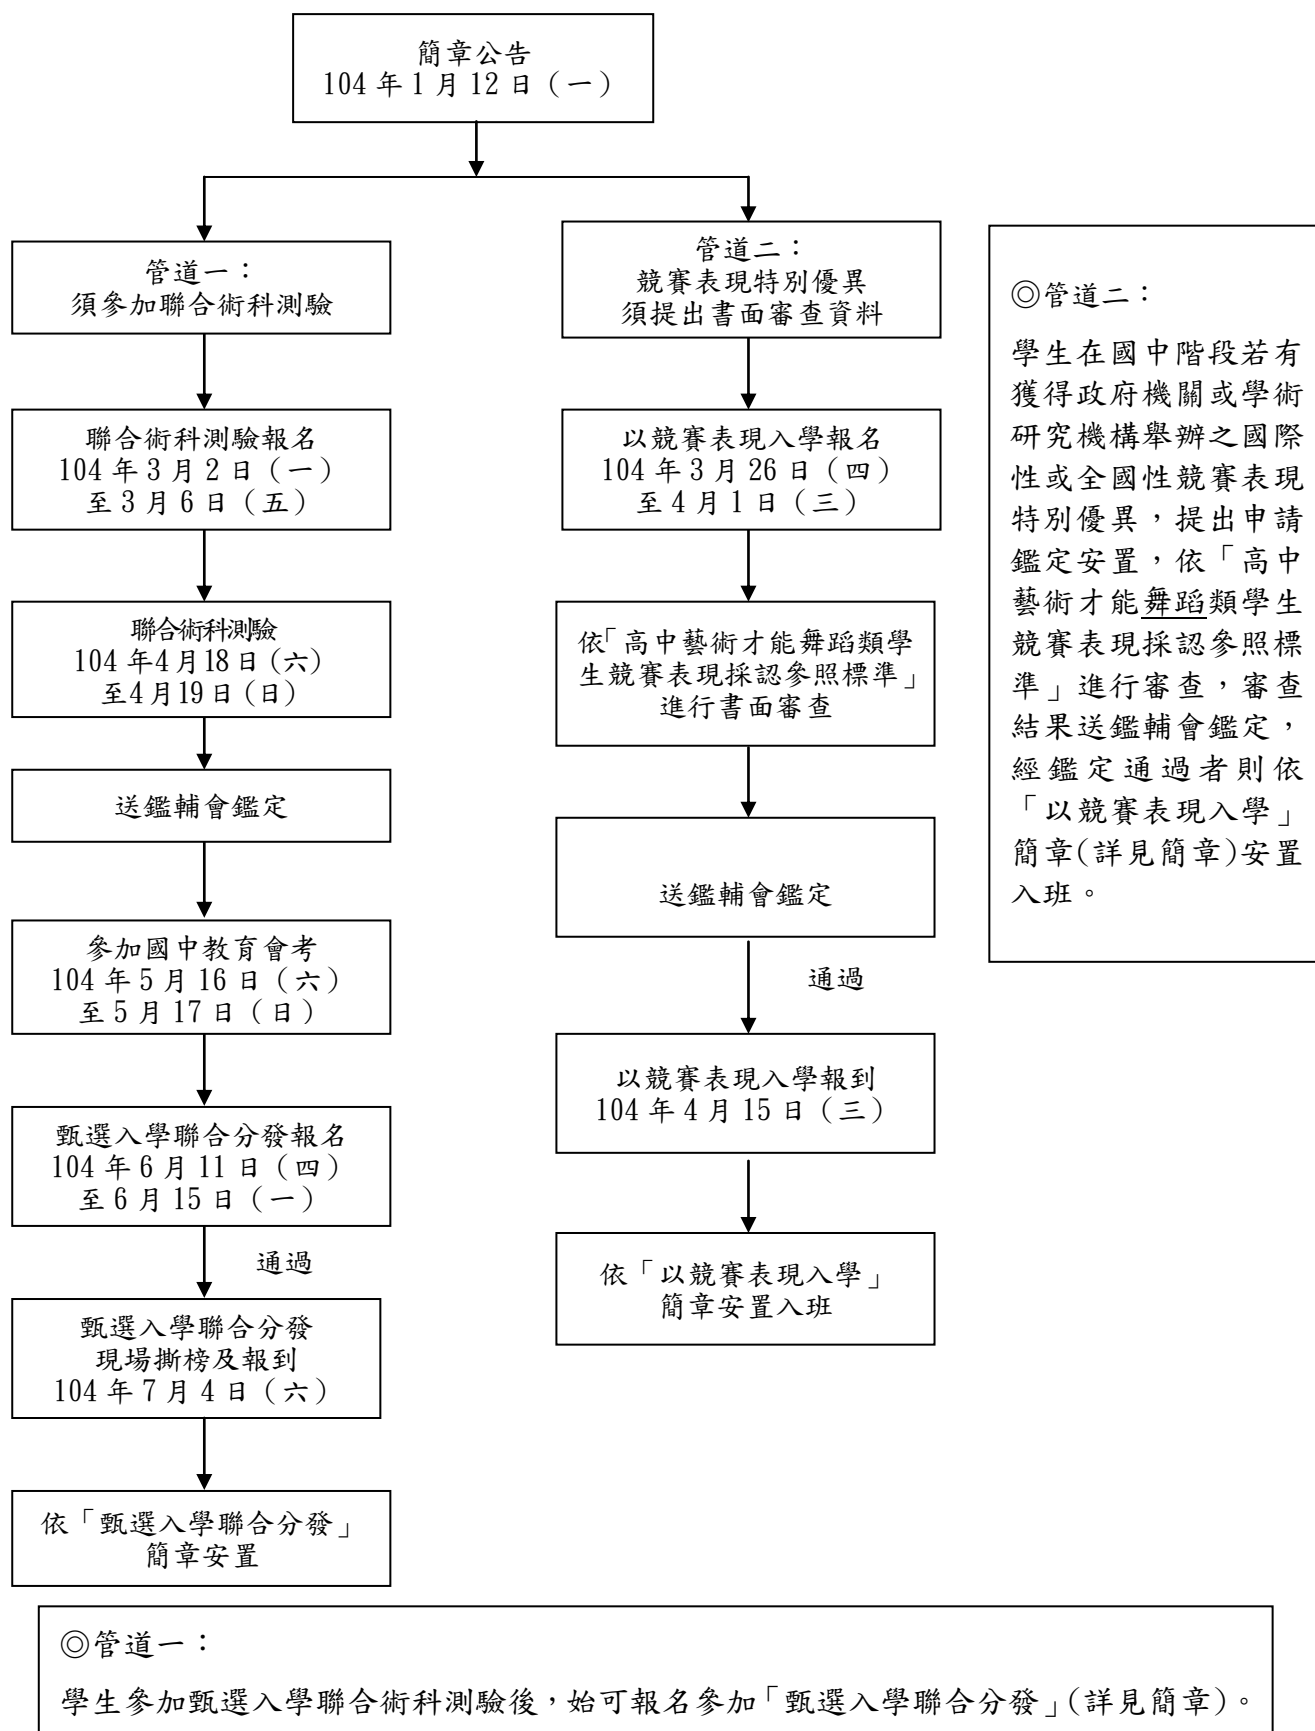 簡章公告
104 年 1 月 12 日（一）
管道一：
須參加聯合術科測驗
聯合術科測驗報名
104 年 3 月 2 日（一）
至 3 月 6 日（五）
聯合術科測驗
104 年4 月18 日(六)
至4 月19 日(日)
送鑑輔會鑑定
參加國中教育會考
104 年 5 月 16 日（六）
至 5 月 17 日（日）
甄選入學聯合分發報名
104 年 6 月 11 日（四）
至 6 月 15 日（一）
通過
甄選入學聯合分發
現場撕榜及報到
104 年 7 月 4 日（六）
依「甄選入學聯合分發」
簡章安置
管道二：
競賽表現特別優異
須提出書面審查資料
以競賽表現入學報名
104 年 3 月 26 日（四）
至 4 月 1 日（三）
依「高中藝術才能舞蹈類學
生競賽表現採認參照標準」
進行書面審查
送鑑輔會鑑定
通過
以競賽表現入學報到
104 年 4 月 15 日（三）
依「以競賽表現入學」
簡章安置入班
◎管道二：
學生在國中階段若有
獲得政府機關或學術
研究機構舉辦之國際
性或全國性競賽表現
特別優異，提出申請
鑑定安置，依「高中
藝術才能舞蹈類學生
競賽表現採認參照標
準」進行審查，審查
結果送鑑輔會鑑定，
經鑑定通過者則依
「以競賽表現入學」
簡章(詳見簡章)安置
入班。
◎管道一：
學生參加甄選入學聯合術科測驗後，始可報名參加「甄選入學聯合分發」(詳見簡章)。